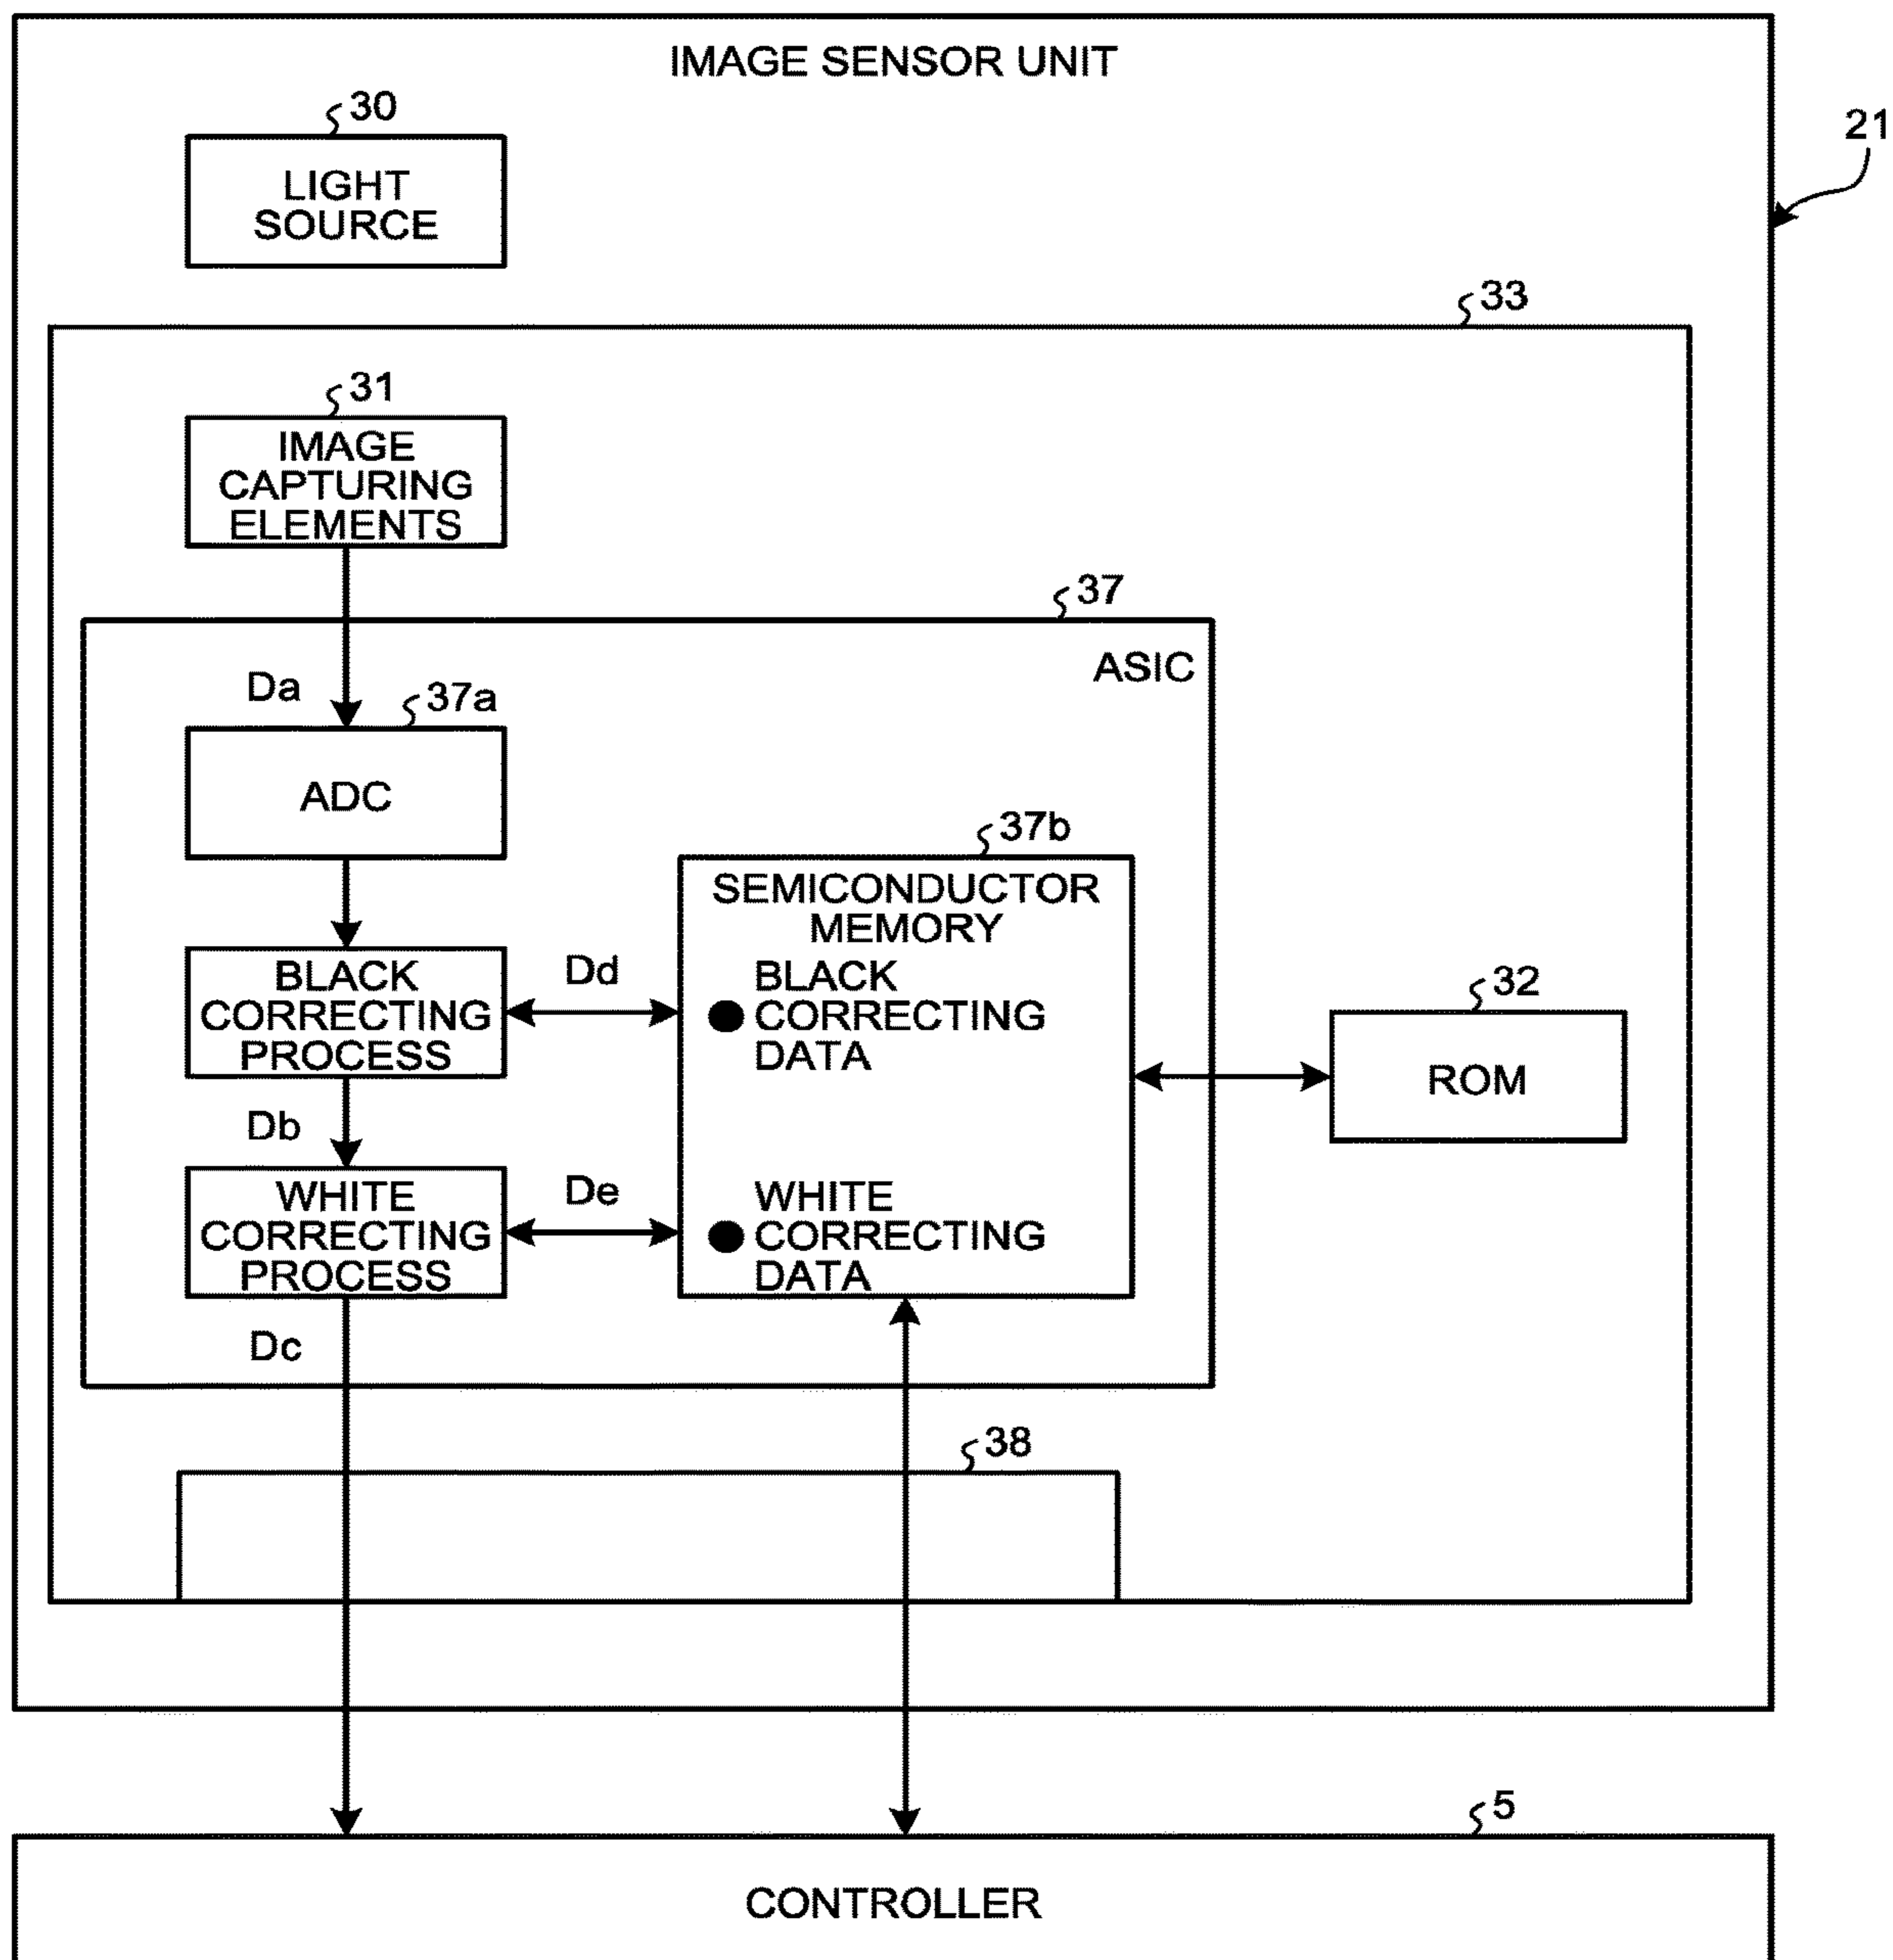 IMAGE SENSOR UNIT
30
LIGHT
SOURCE
21
33
31
IMAGE
CAPTURING
ELEMENTS
37
ASIC
Da
37a
ADC
37b
SEMICONDUCTOR
MEMORY
BLACK
CORRECTING
PROCESS
Dd
● BLACK
CORRECTING
DATA
32
ROM
Db
WHITE
CORRECTING
PROCESS
De
● WHITE
CORRECTING
DATA
Dc
38
5
CONTROLLER